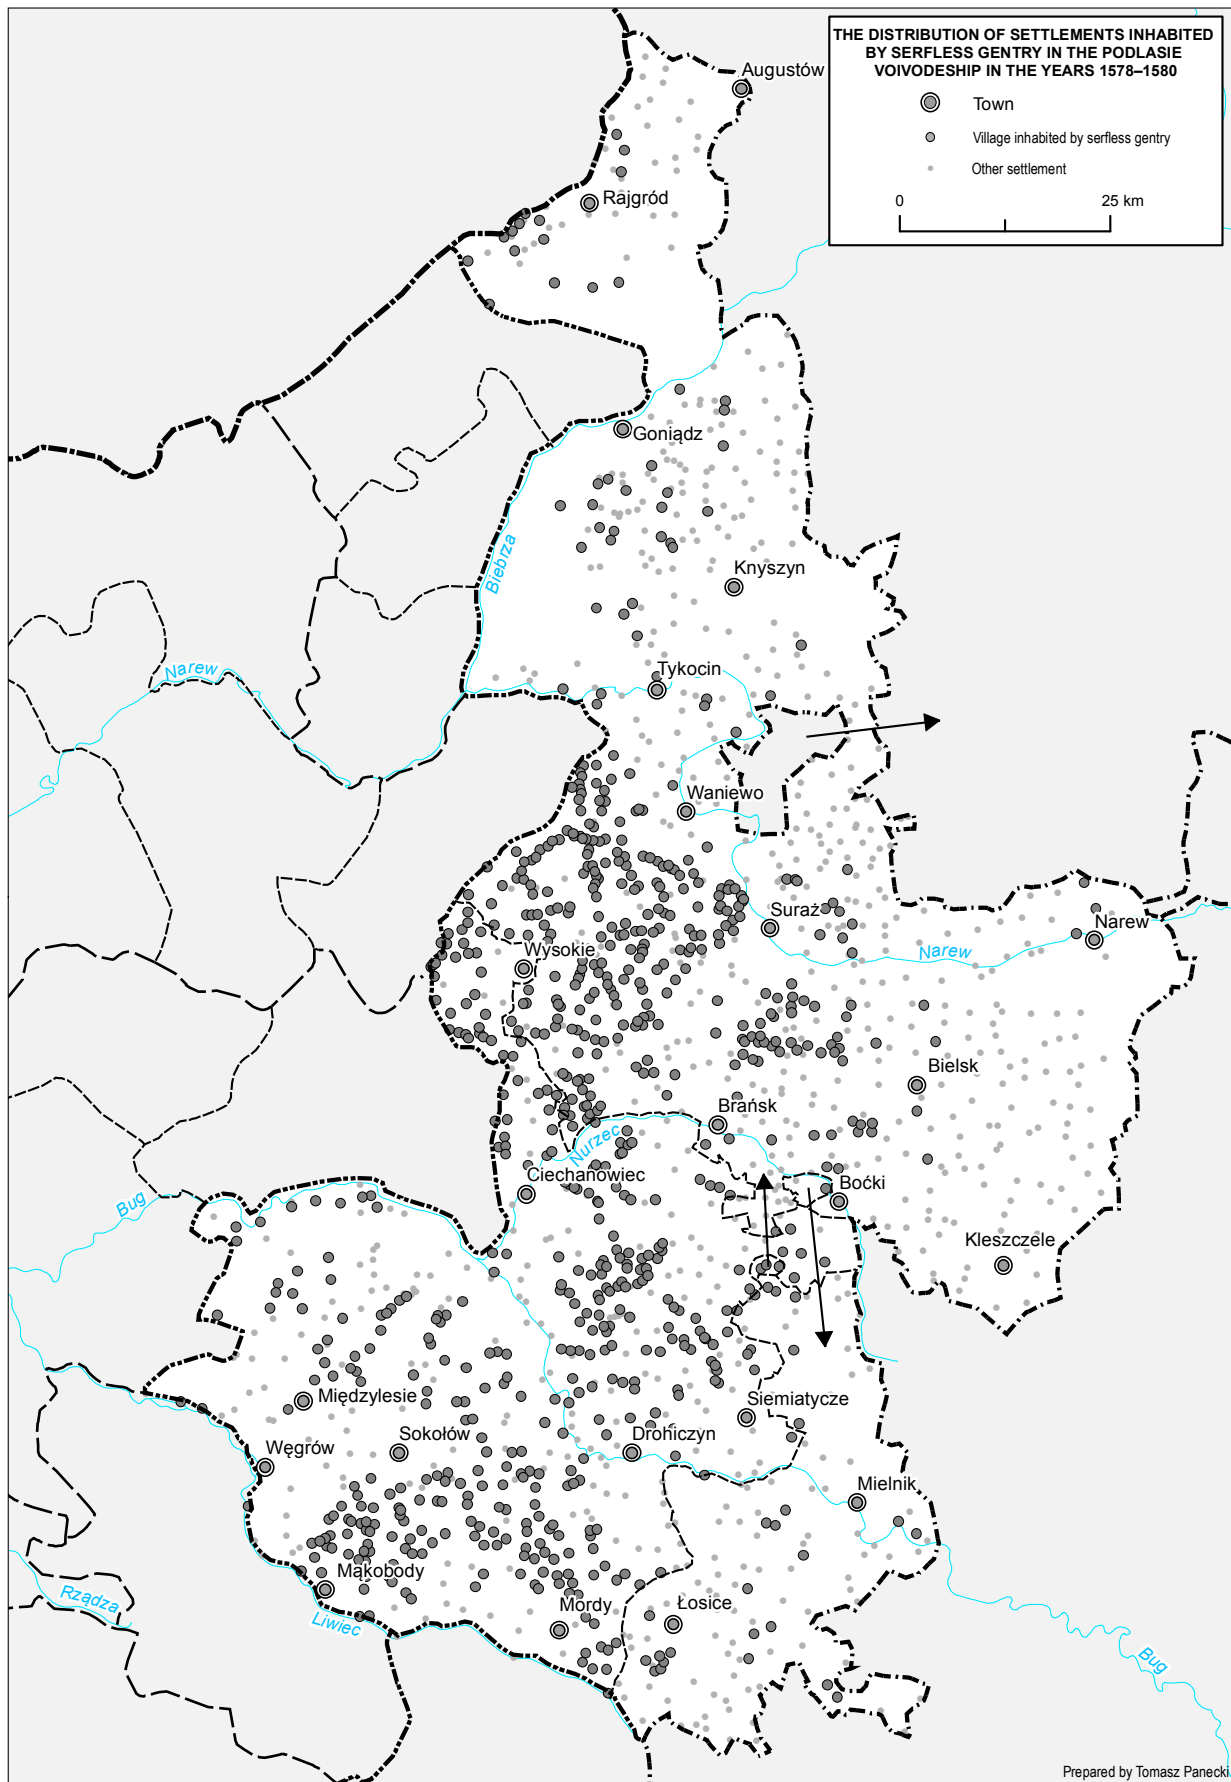 THE DISTRIBUTION OF SETTLEMENTS INHABITED
BY SERFLESS GENTRY IN THE PODLASIE
VOIVODESHIP IN THE YEARS 1578–1580
Town
Village inhabited by serfless gentry
Other settlement
0 25 km
Augustów
Rajgród
Goniądz
Biebrza
Knyszyn
Narew
Tykocin
Waniewo
Suraż
Narew
Narew
Wysokie
Bielsk
Brańsk
Nurzec
Ciechanowiec
Boćki
Bug
Kleszczele
Międzylesie
Siemiatycze
Sokołów
Drohiczyn
Węgrów
Mielnik
Mąkobody
Rządza
Liwiec
Mordy
Łosice
Bug
Prepared by Tomasz Panecki